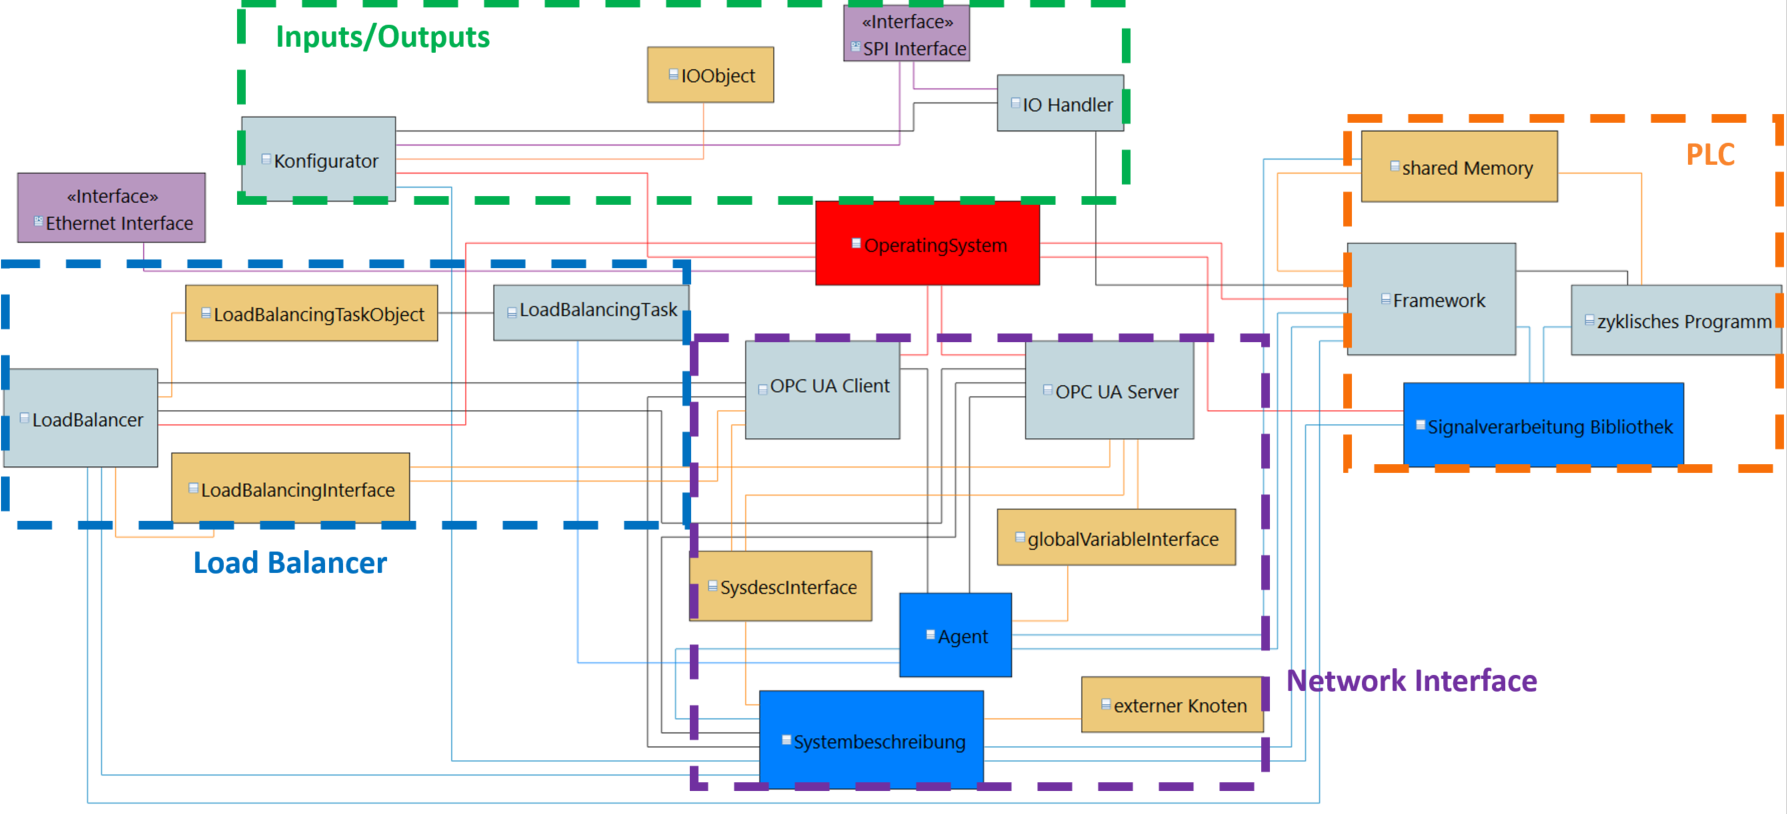 Inputs/Outputs
«Interface»
SPI Interface
IOObject
IO Handler
Konfigurator
PLC
shared Memory
«Interface»
Ethernet Interface
OperatingSystem
Framework
zyklisches Programm
LoadBalancingTaskObject
LoadBalancingTask
OPC UA Client
OPC UA Server
LoadBalancer
Signalverarbeitung Bibliothek
LoadBalancingInterface
globalVariableInterface
Load Balancer
SysdescInterface
Agent
Network Interface
externer Knoten
Systembeschreibung